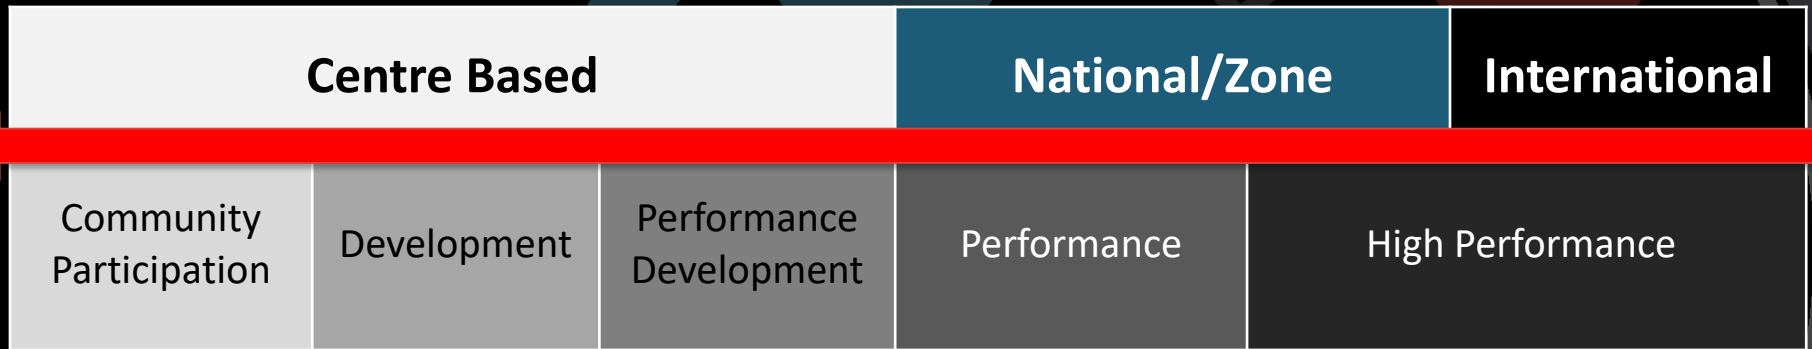 Centre Based
National/Zone
International
Community
Participation
Development
Performance
Development
Performance
High Performance